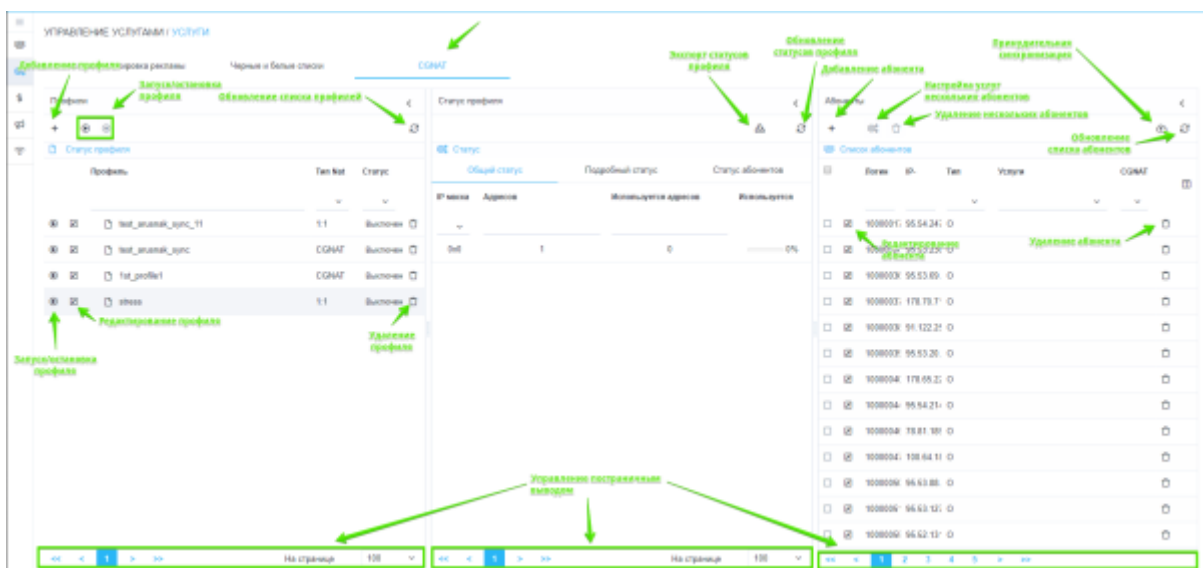 УПРАВЛЕНИЕ УСЛУГАМИ / УСЛУГИ
Добавление профиля
Черные и белые списки
CGNAT
Запуск/остановка
профиля
Обновление списка профилей
Экспорт статусов
профиля
Обновление
статусов профиля
Добавление абонента
Настройка услуг
нескольких абонентов
Удаление нескольких абонентов
Принудительная
синхронизация
Обновление
списка абонентов
Профили
Статус профиля
Профиль
Тип Nat
Статус
test_arusnak_sync_11 1:1 Выключен
test_arusnak_sync CGNAT Выключен
1st_profile1 CGNAT Выключен
stress 1:1 Выключен
Редактирование профиля
Удаление
профиля
Запуск/остановка
профиля
<< < 1 > >> На странице 100
Статус профиля
Статус
Общий статус Подробный статус Статус абонентов
IP маска Адресов Используется адресов Используется
0x0 1 0 0%
Управление постраничным
выводом
<< < 1 > >> На странице 100
Абоненты
Список абонентов
Логин IP- Тип Услуги CGNAT
Редактирование
абонента
Удаление абонента
<< < 1 2 3 4 5 > >>